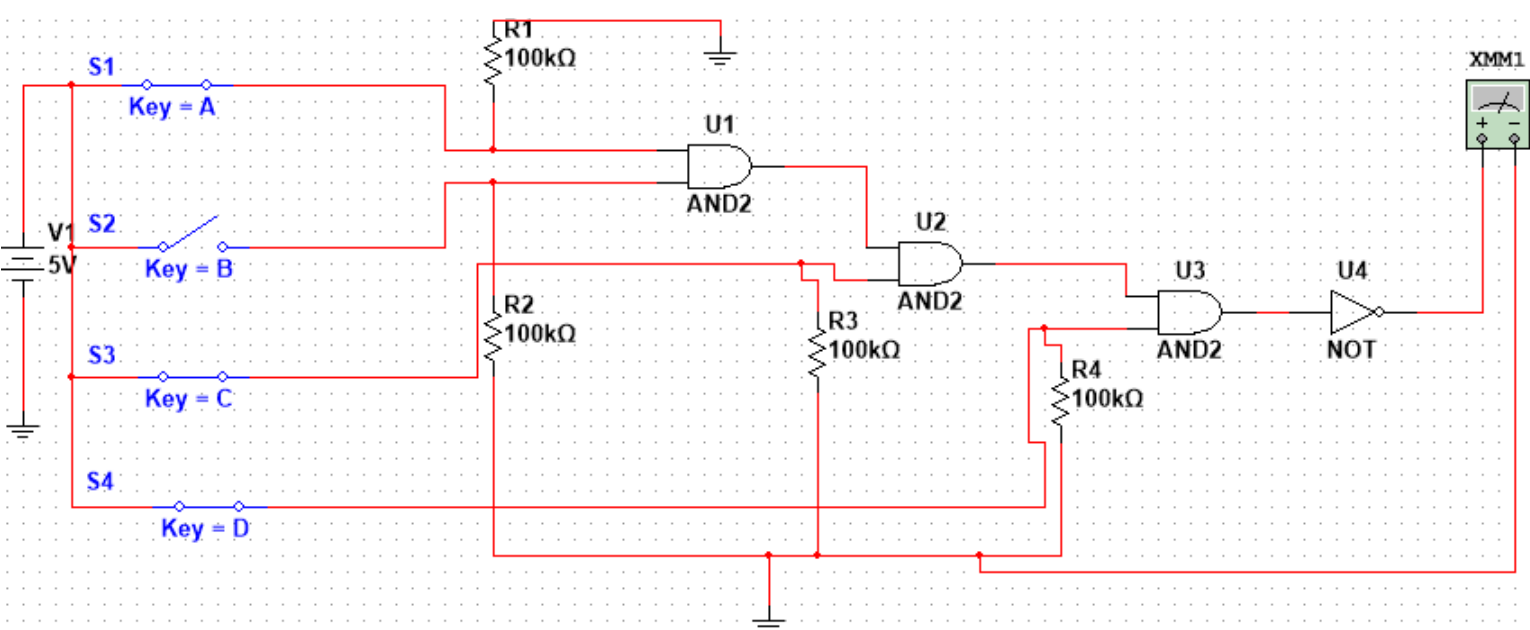 R1
100kΩ
S1
Key = A
XMM1
+ −
U1
AND2
S2
Key = B
V1
5V
U2
AND2
U3
AND2
U4
NOT
R2
100kΩ
R3
100kΩ
S3
Key = C
R4
100kΩ
S4
Key = D